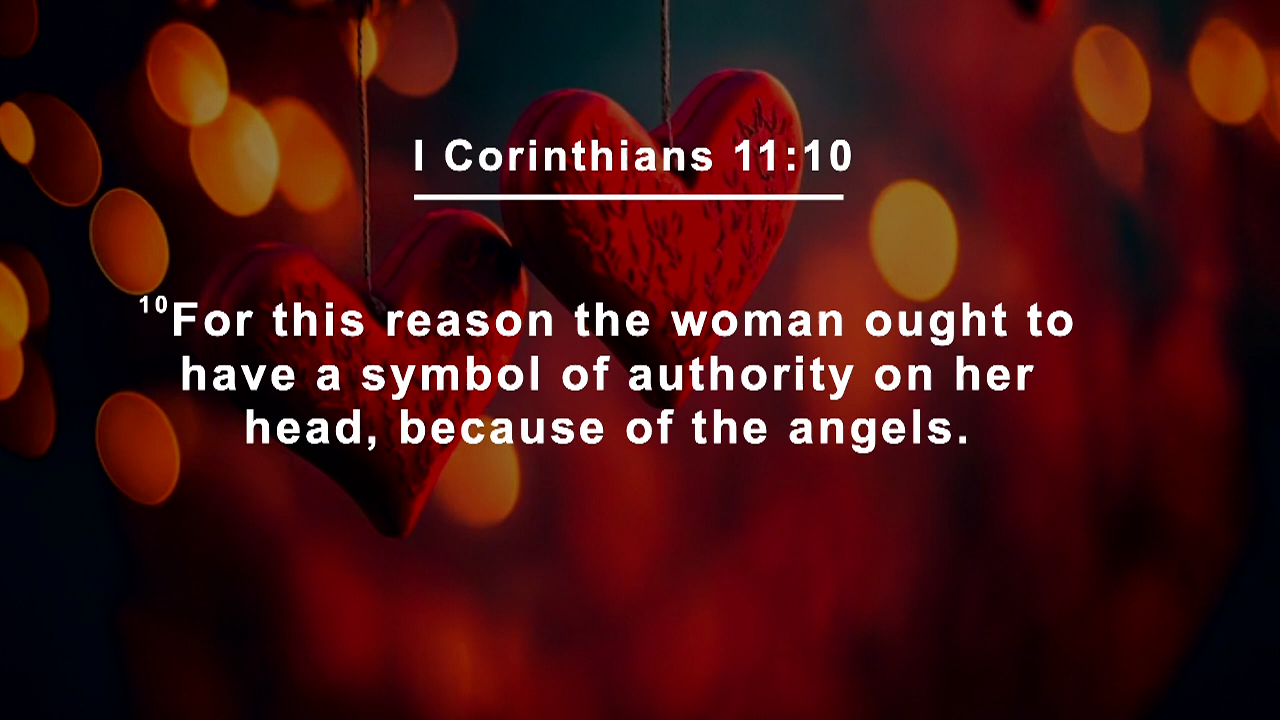 I Corinthians 11:10
10For this reason the woman ought to
have a symbol of authority on her
head, because of the angels.